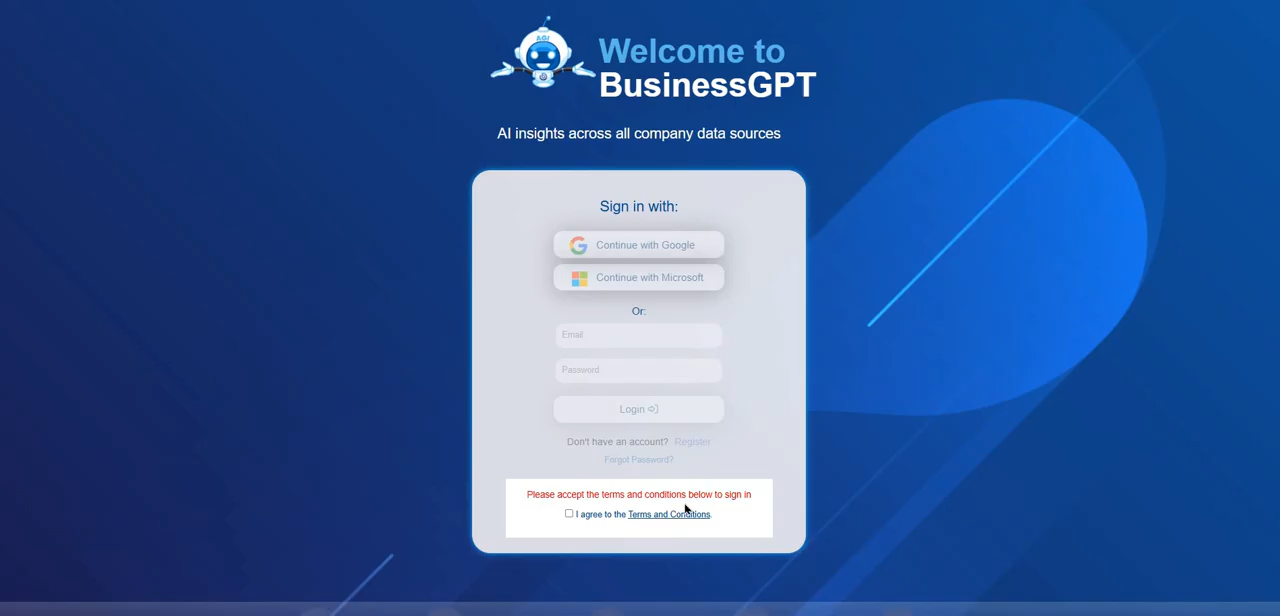 AGI
Welcome to
BusinessGPT
AI insights across all company data sources
Sign in with:
Continue with Google
Continue with Microsoft
Or:
Email
Password
Login
Don't have an account? Register
Forgot Password?
Please accept the terms and conditions below to sign in
I agree to the Terms and Conditions.